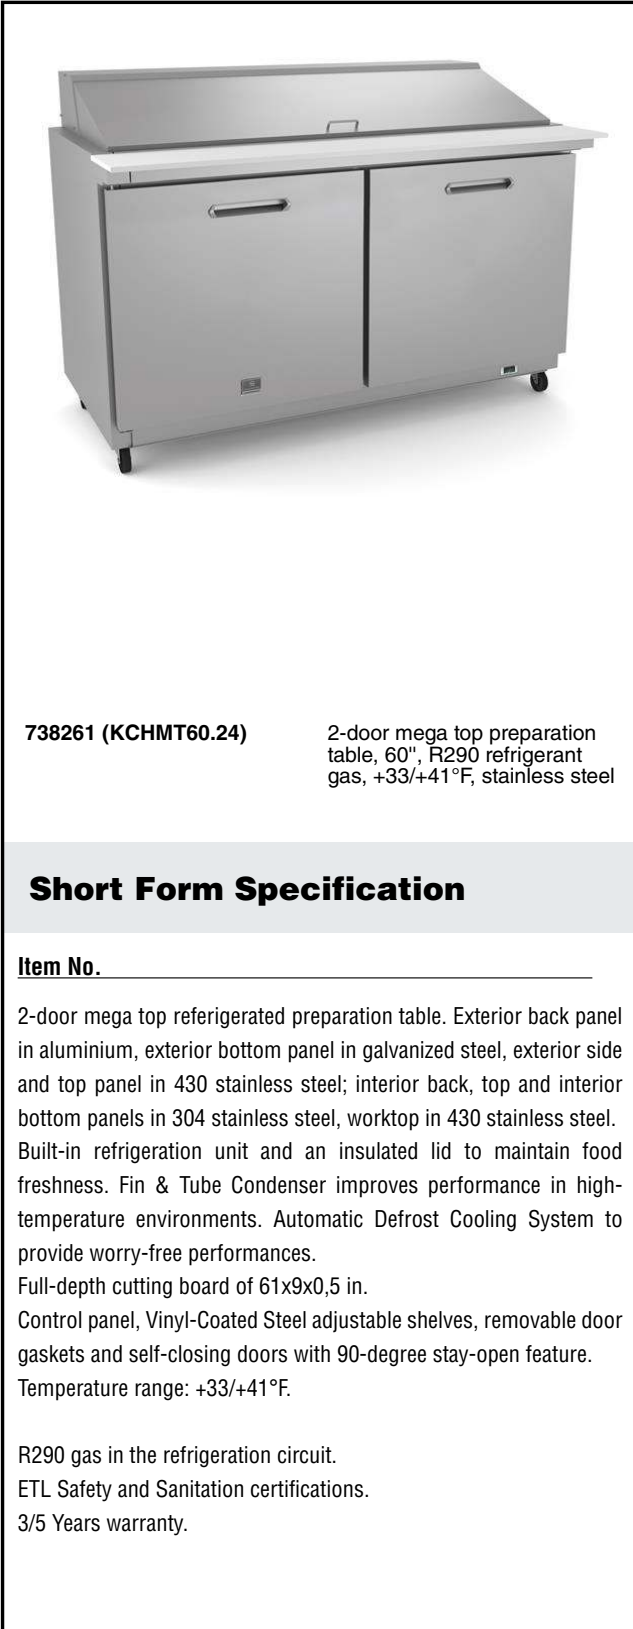 738261 (KCHMT60.24)
2-door mega top preparation
table, 60", R290 refrigerant
gas, +33/+41°F, stainless steel
Short Form Specification
Item No.
2-door mega top referigerated preparation table. Exterior back panel
in aluminium, exterior bottom panel in galvanized steel, exterior side
and top panel in 430 stainless steel; interior back, top and interior
bottom panels in 304 stainless steel, worktop in 430 stainless steel.
Built-in refrigeration unit and an insulated lid to maintain food
freshness. Fin & Tube Condenser improves performance in high-
temperature environments. Automatic Defrost Cooling System to
provide worry-free performances.
Full-depth cutting board of 61x9x0,5 in.
Control panel, Vinyl-Coated Steel adjustable shelves, removable door
gaskets and self-closing doors with 90-degree stay-open feature.
Temperature range: +33/+41°F.
R290 gas in the refrigeration circuit.
ETL Safety and Sanitation certifications.
3/5 Years warranty.